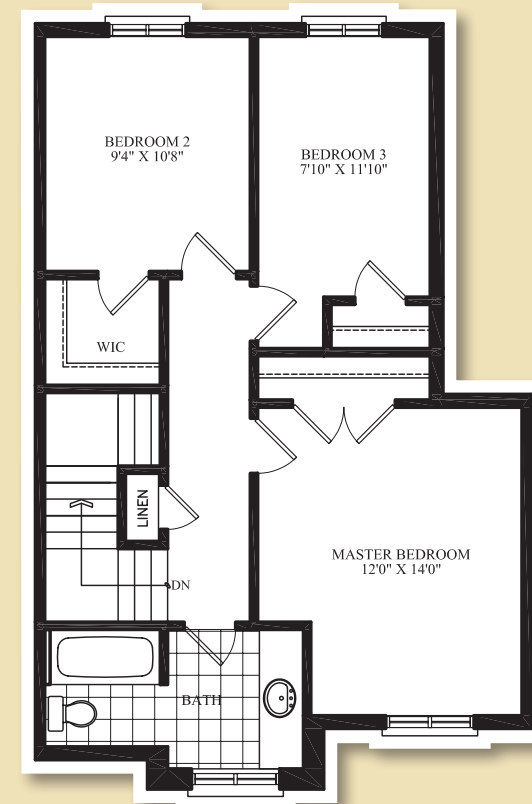 BEDROOM 2
9'4" X 10'8"
BEDROOM 3
7'10" X 11'10"
WIC
LINEN
MASTER BEDROOM
12'0" X 14'0"
DN
BATH